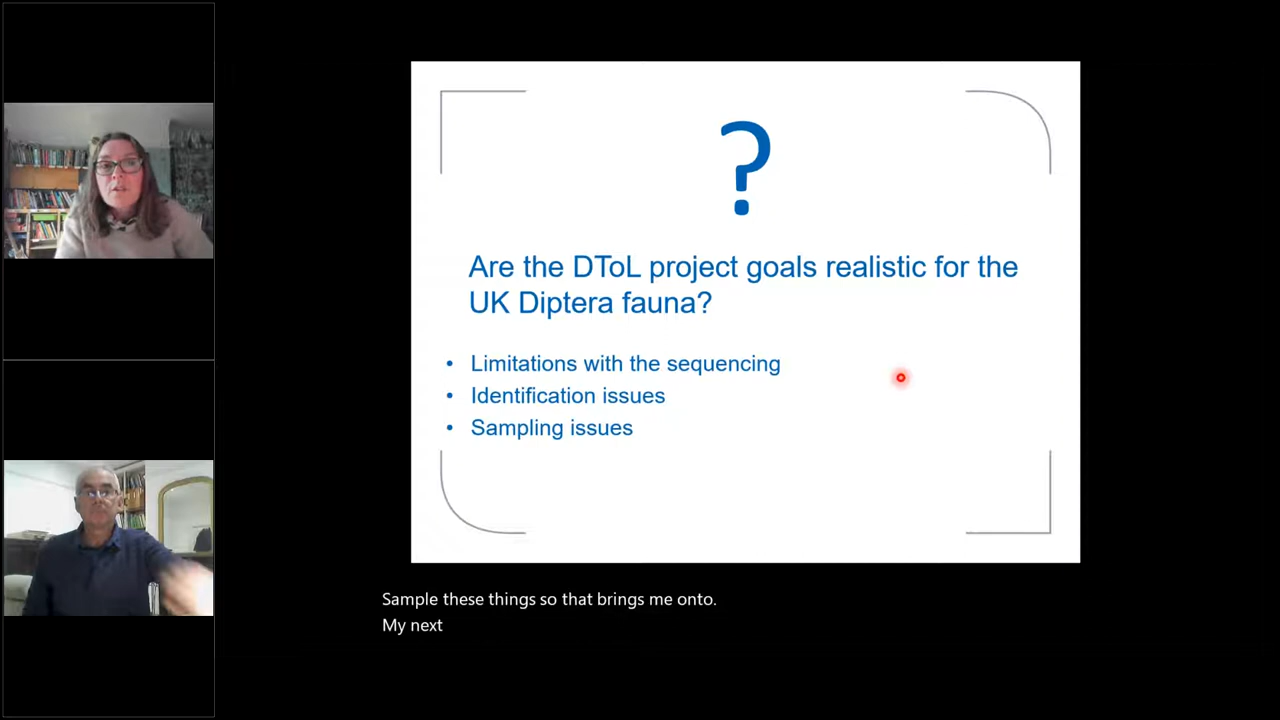 ?
Are the DToL project goals realistic for the
UK Diptera fauna?
• Limitations with the sequencing
• Identification issues
• Sampling issues
Sample these things so that brings me onto.
My next